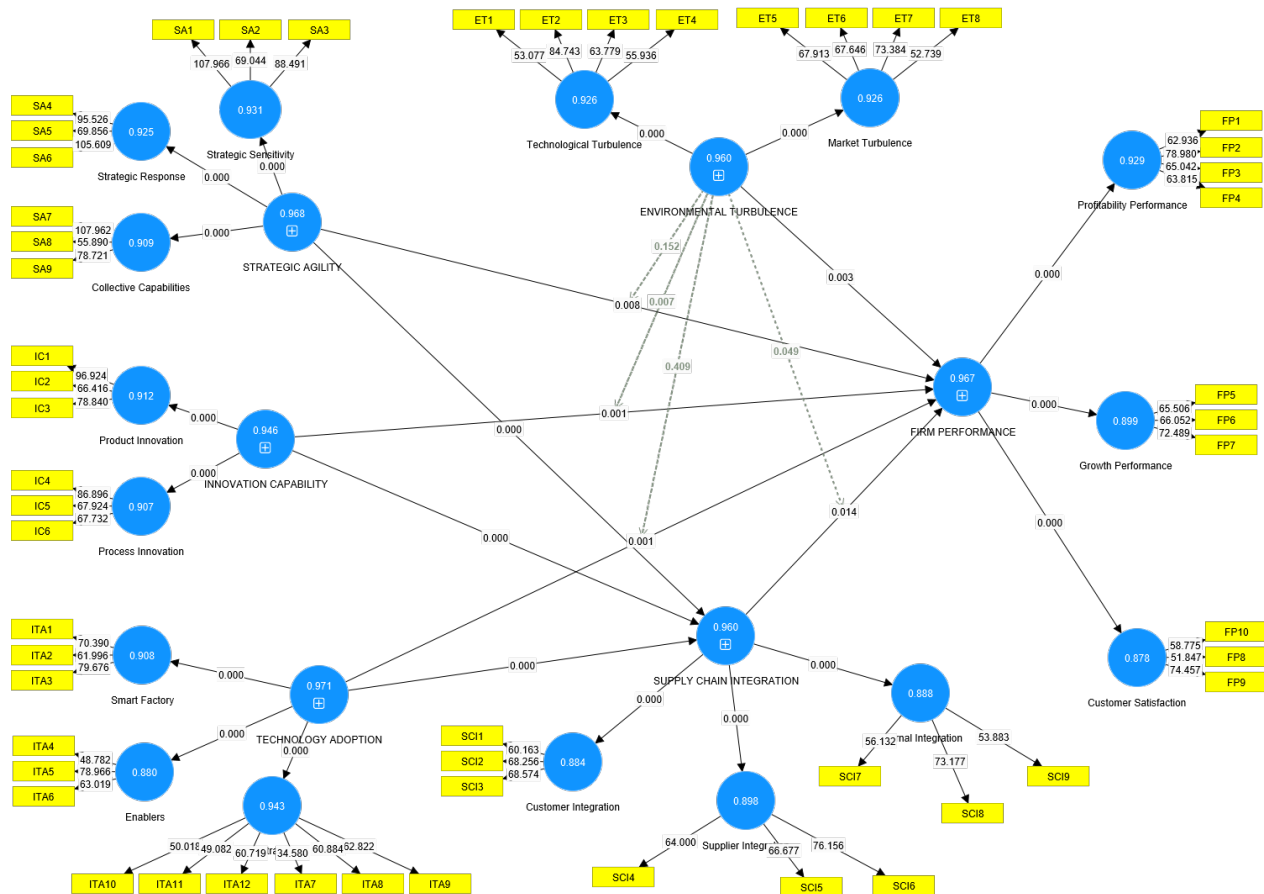 SA1
SA2
SA3
ET1
ET2
ET3
ET4
ET5
ET6
ET7
ET8
107.966
69.044
88.491
53.077
84.743
63.779
55.936
67.913
67.646
73.384
52.739
SA4
SA5
SA6
95.526
69.856
105.609
0.925
Strategic Response
0.931
Strategic Sensitivity
0.926
Technological Turbulence
0.926
Market Turbulence
0.000
0.000
0.000
0.000
0.960
ENVIRONMENTAL TURBULENCE
FP1
FP2
FP3
FP4
62.936
78.980
65.042
63.815
0.929
Profitability Performance
SA7
SA8
SA9
107.962
55.890
78.721
0.909
Collective Capabilities
0.000
0.968
STRATEGIC AGILITY
0.152
0.007
0.008
0.003
0.049
0.409
0.000
IC1
IC2
IC3
96.924
66.416
78.840
0.912
Product Innovation
0.000
0.946
INNOVATION CAPABILITY
0.001
0.967
FIRM PERFORMANCE
0.000
0.899
Growth Performance
65.506
66.052
72.489
FP5
FP6
FP7
IC4
IC5
IC6
86.896
67.924
67.732
0.907
Process Innovation
0.000
0.000
0.000
0.001
0.014
0.000
ITA1
ITA2
ITA3
70.390
61.996
79.676
0.908
Smart Factory
0.000
0.971
TECHNOLOGY ADOPTION
0.000
0.960
SUPPLY CHAIN INTEGRATION
0.000
0.888
nal Integration
0.878
Customer Satisfaction
58.775
51.847
74.457
FP10
FP8
FP9
ITA4
ITA5
ITA6
48.782
78.966
63.019
0.880
Enablers
0.000
0.000
0.000
0.000
SCI1
SCI2
SCI3
60.163
68.256
68.574
0.884
Customer Integration
0.898
Supplier Integr
56.132
73.177
53.883
SCI7
SCI8
SCI9
0.943
50.018
49.082
60.719
34.580
60.884
62.822
ITA10
ITA11
ITA12
ITA7
ITA8
ITA9
64.000
66.677
76.156
SCI4
SCI5
SCI6